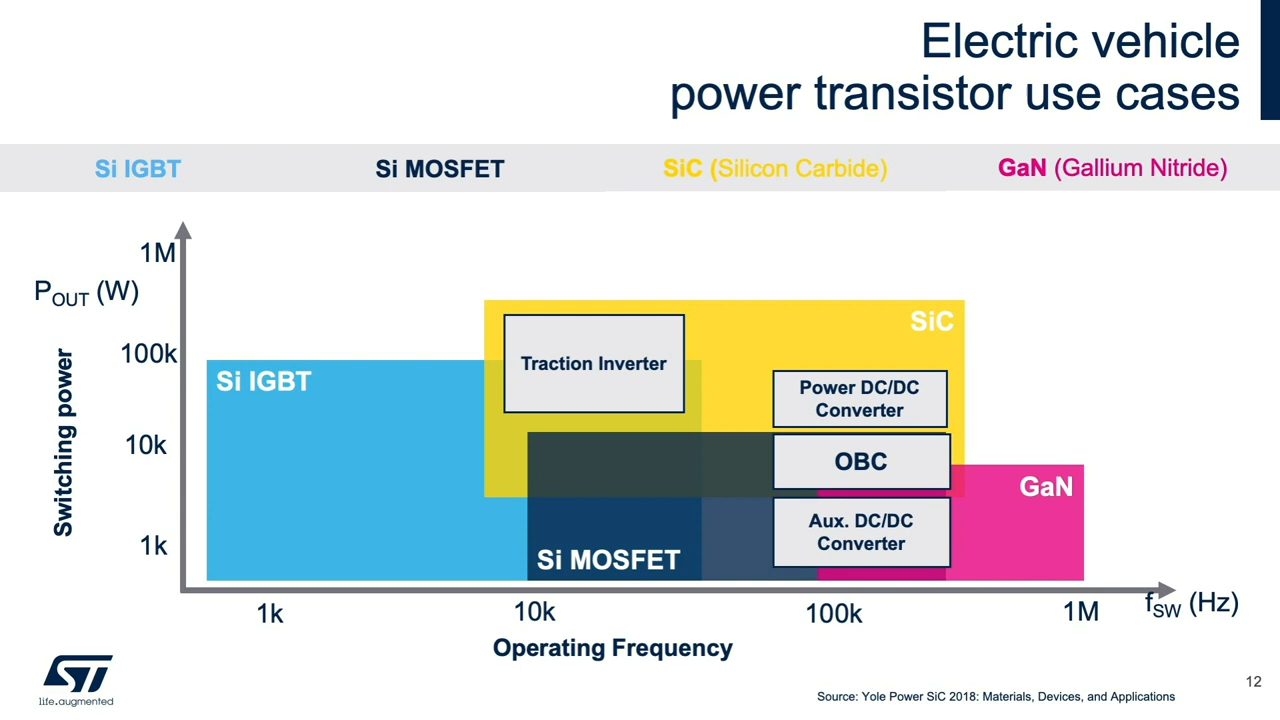 Electric vehicle
power transistor use cases
Si IGBT
Si MOSFET
SiC (Silicon Carbide)
GaN (Gallium Nitride)
1M
POUT (W)
100k
10k
1k
Switching power
Si IGBT
Traction Inverter
SiC
Power DC/DC
Converter
OBC
GaN
Aux. DC/DC
Converter
Si MOSFET
1k
10k
100k
1M
fSW (Hz)
Operating Frequency
ST
life.augmented
12
Source: Yole Power SiC 2018: Materials, Devices, and Applications